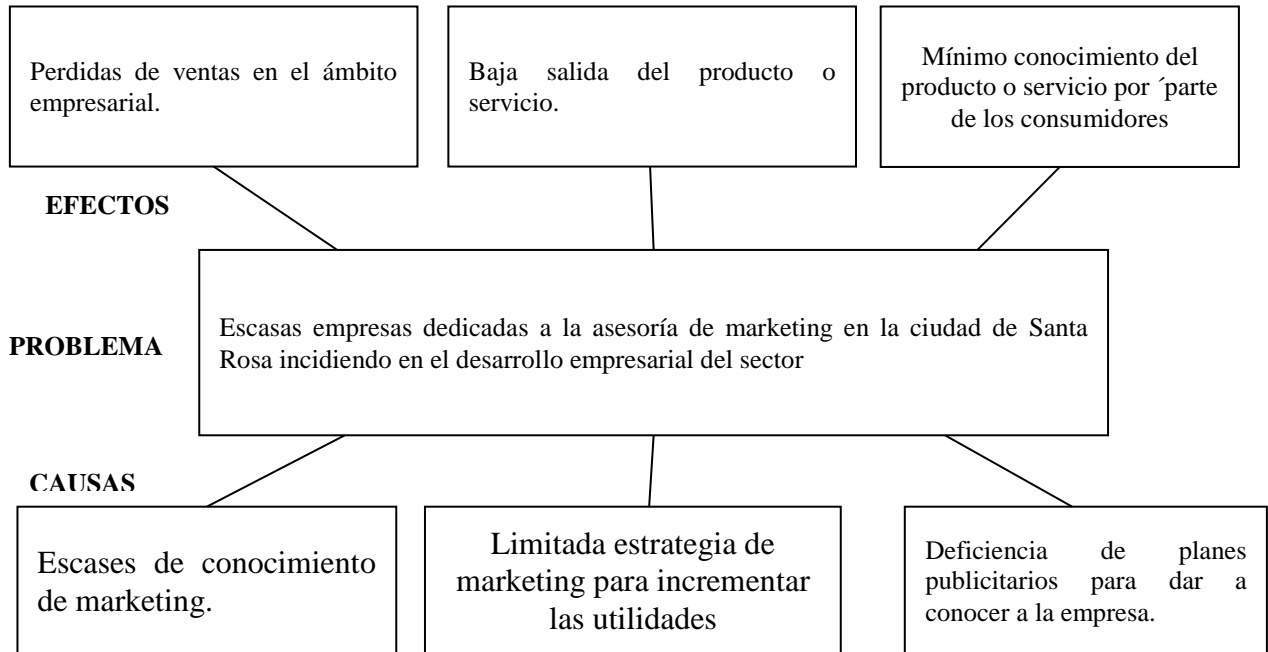 Perdidas de ventas en el ámbito
empresarial.
Baja salida del producto o
servicio.
Mínimo conocimiento del
producto o servicio por ´parte
de los consumidores
EFECTOS
PROBLEMA
Escasas empresas dedicadas a la asesoría de marketing en la ciudad de Santa
Rosa incidiendo en el desarrollo empresarial del sector
CAUSAS
Escases de conocimiento
de marketing.
Limitada estrategia de
marketing para incrementar
las utilidades
Deficiencia de planes
publicitarios para dar a
conocer a la empresa.